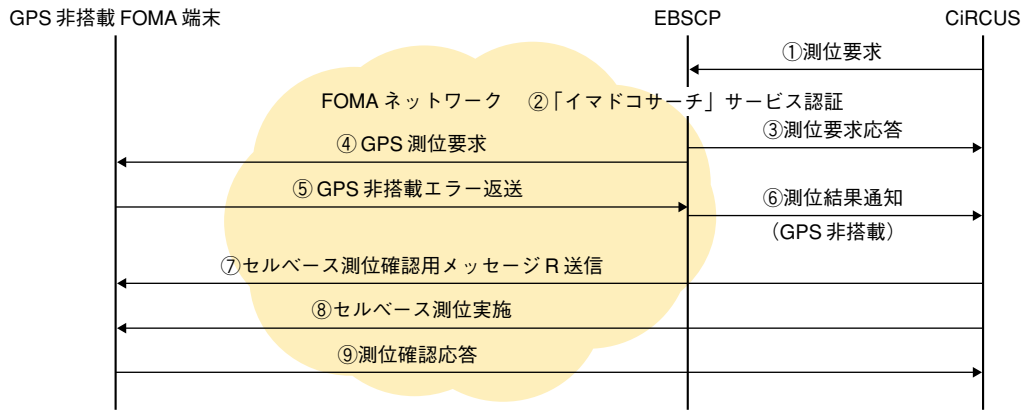 GPS 非搭載 FOMA 端末
EBSCP
CiRCUS
①測位要求
FOMA ネットワーク
②「イマドコサーチ」サービス認証
③測位要求応答
④ GPS 測位要求
⑤ GPS 非搭載エラー返送
⑥測位結果通知
（GPS 非搭載）
⑦セルベース測位確認用メッセージ R 送信
⑧セルベース測位実施
⑨測位確認応答